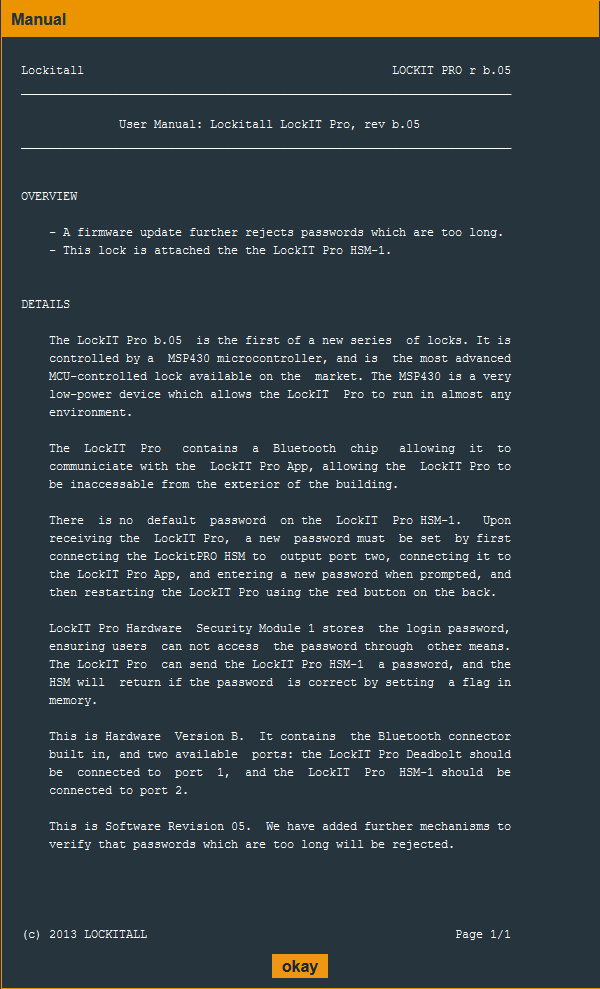 Manual
Lockitall LOCKIT PRO r b.05
User Manual: Lockitall LockIT Pro, rev b.05
OVERVIEW
- A firmware update further rejects passwords which are too long.
- This lock is attached the the LockIT Pro HSM-1.
DETAILS
The LockIT Pro b.05 is the first of a new series of locks. It is
controlled by a MSP430 microcontroller, and is the most advanced
MCU-controlled lock available on the market. The MSP430 is a very
low-power device which allows the LockIT Pro to run in almost any
environment.
The LockIT Pro contains a Bluetooth chip allowing it to
communiciate with the LockIT Pro App, allowing the LockIT Pro to
be inaccessable from the exterior of the building.
There is no default password on the LockIT Pro HSM-1. Upon
receiving the LockIT Pro, a new password must be set by first
connecting the LockitPRO HSM to output port two, connecting it to
the LockIT Pro App, and entering a new password when prompted, and
then restarting the LockIT Pro using the red button on the back.
LockIT Pro Hardware Security Module 1 stores the login password,
ensuring users can not access the password through other means.
The LockIT Pro can send the LockIT Pro HSM-1 a password, and the
HSM will return if the password is correct by setting a flag in
memory.
This is Hardware Version B. It contains the Bluetooth connector
built in, and two available ports: the LockIT Pro Deadbolt should
be connected to port 1, and the LockIT Pro HSM-1 should be
connected to port 2.
This is Software Revision 05. We have added further mechanisms to
verify that passwords which are too long will be rejected.
(c) 2013 LOCKITALL Page 1/1
okay